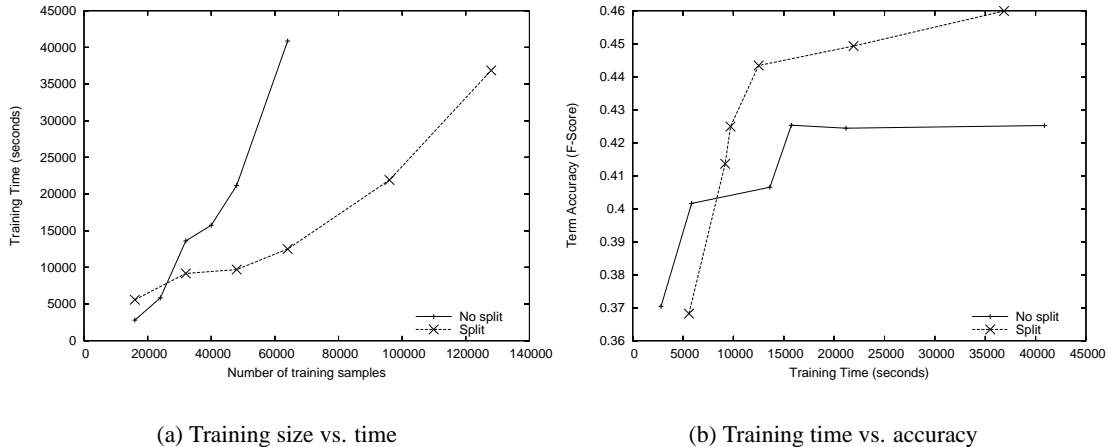 45000
40000
35000
30000
25000
20000
15000
10000
5000
0
Training Time (seconds)
0 20000 40000 60000 80000 100000 120000 140000
Number of training samples
No split
Split
(a) Training size vs. time
0.46
0.45
0.44
0.43
0.42
0.41
0.4
0.39
0.38
0.37
0.36
Term Accuracy (F-Score)
0 5000 10000 15000 20000 25000 30000 35000 40000 45000
Training Time (seconds)
No split
Split
(b) Training time vs. accuracy